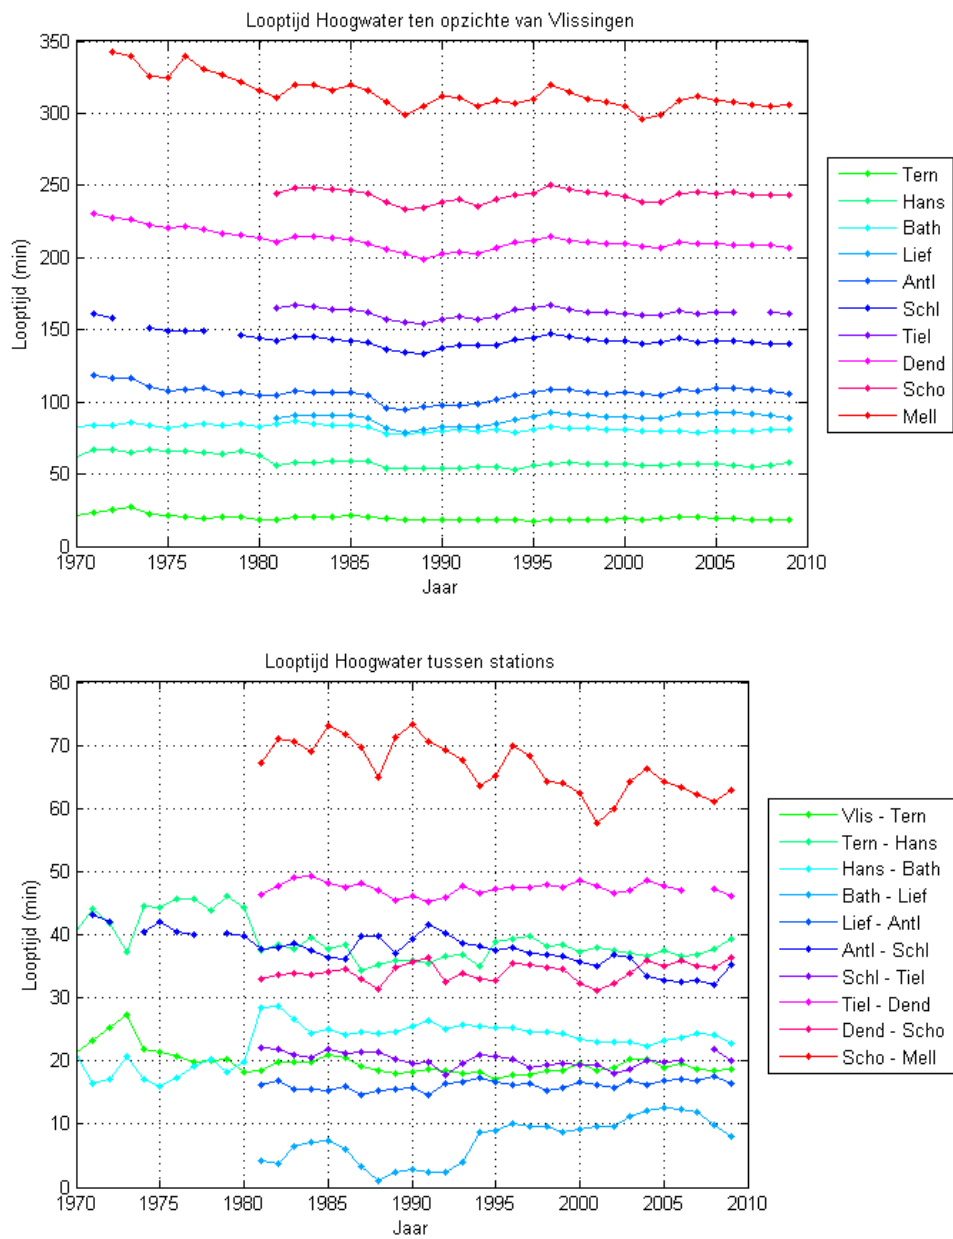 Looptijd Hoogwater ten opzichte van Vlissingen
350
300
250
200
150
100
50
0
Looptijd (min)
1970 1975 1980 1985 1990 1995 2000 2005 2010
Jaar
Tern
Hans
Bath
Lief
Antl
Schl
Tiel
Dend
Scho
Mell
Looptijd Hoogwater tussen stations
80
70
60
50
40
30
20
10
0
Looptijd (min)
1970 1975 1980 1985 1990 1995 2000 2005 2010
Jaar
Vlis - Tern
Tern - Hans
Hans - Bath
Bath - Lief
Lief - Antl
Antl - Schl
Schl - Tiel
Tiel - Dend
Dend - Scho
Scho - Mell